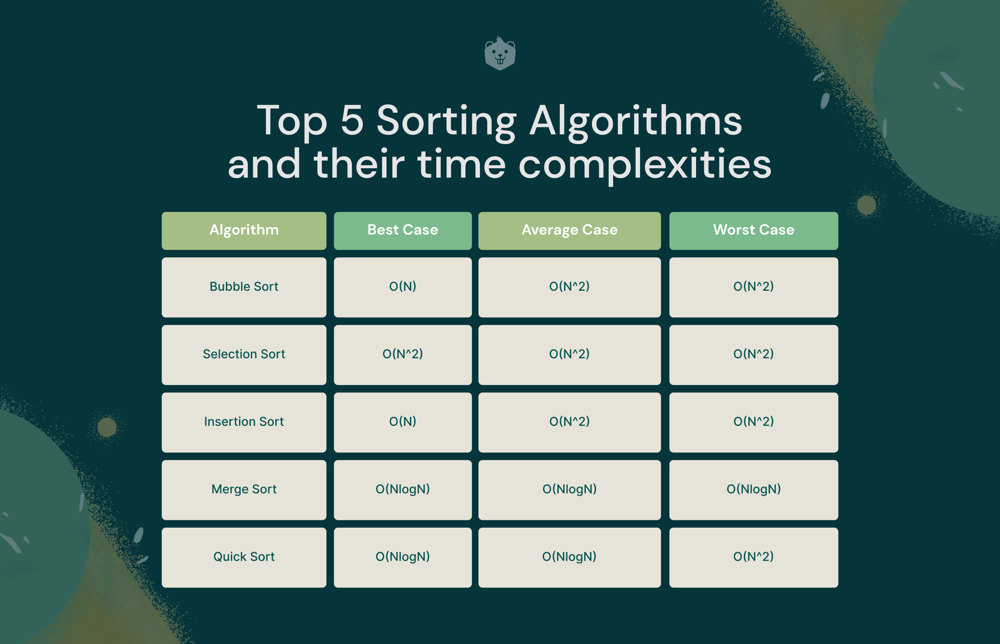 Top 5 Sorting Algorithms
and their time complexities
Algorithm Best Case Average Case Worst Case
Bubble Sort O(N) O(N^2) O(N^2)
Selection Sort O(N^2) O(N^2) O(N^2)
Insertion Sort O(N) O(N^2) O(N^2)
Merge Sort O(NlogN) O(NlogN) O(NlogN)
Quick Sort O(NlogN) O(NlogN) O(N^2)